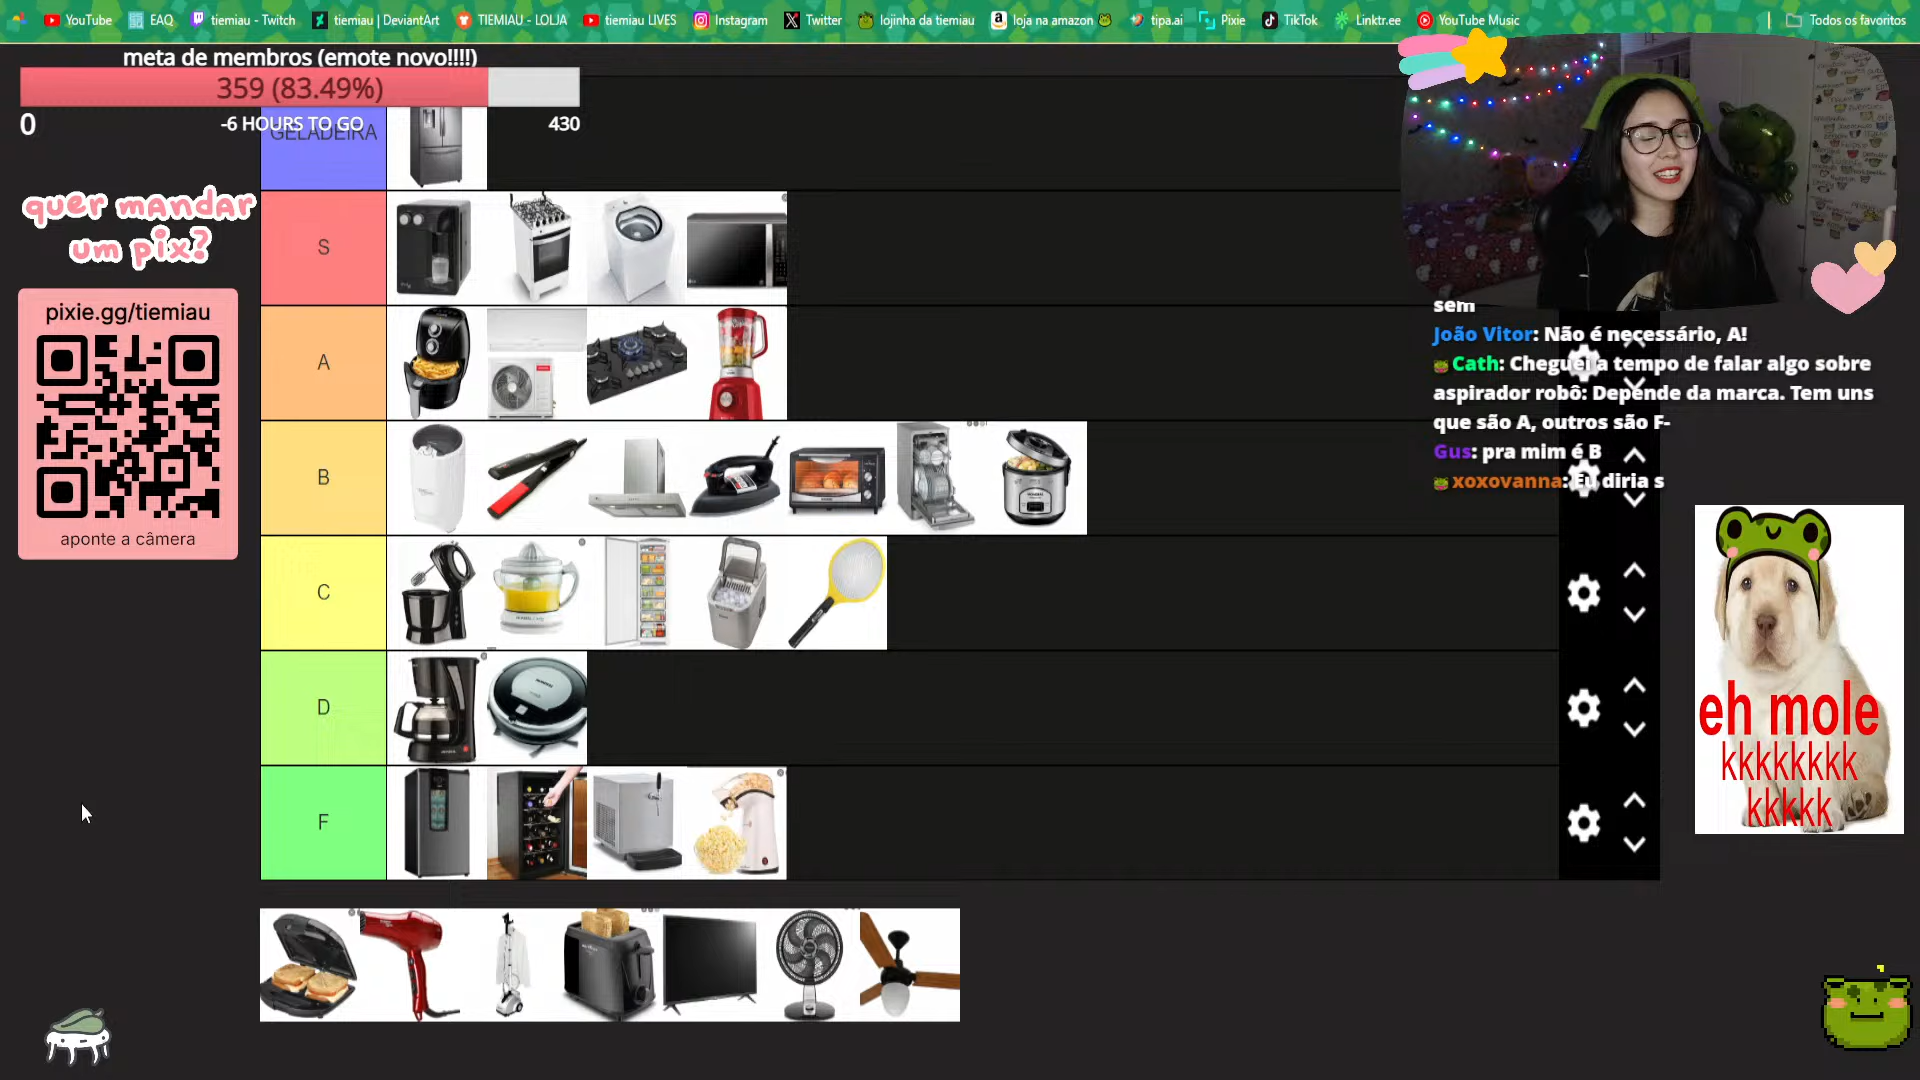 YouTube EAQ tiemiau - Twitch tiemiau | DeviantArt TIEMIAU - LOLJA tiemiau LIVES Instagram Twitter lojinha da tiemiau loja na amazon tipa.ai Pixie TikTok Linktr.ee YouTube Music Todos os favoritos
meta de membros (emote novo!!!!)
359 (83.49%)
0 -6 HOURS TO GO 430
GELADEIRA
quer mandar
um pix?
pixie.gg/tiemiau
aponte a câmera
S
A
B
C
D
F
sem
João Vitor: Não é necessário, A!
Cath: Cheguei a tempo de falar algo sobre
aspirador robô: Depende da marca. Tem uns
que são A, outros são F-
Gus: pra mim é B
xoxovanna: Eu diria s
eh mole
kkkkkkkk
kkkkk